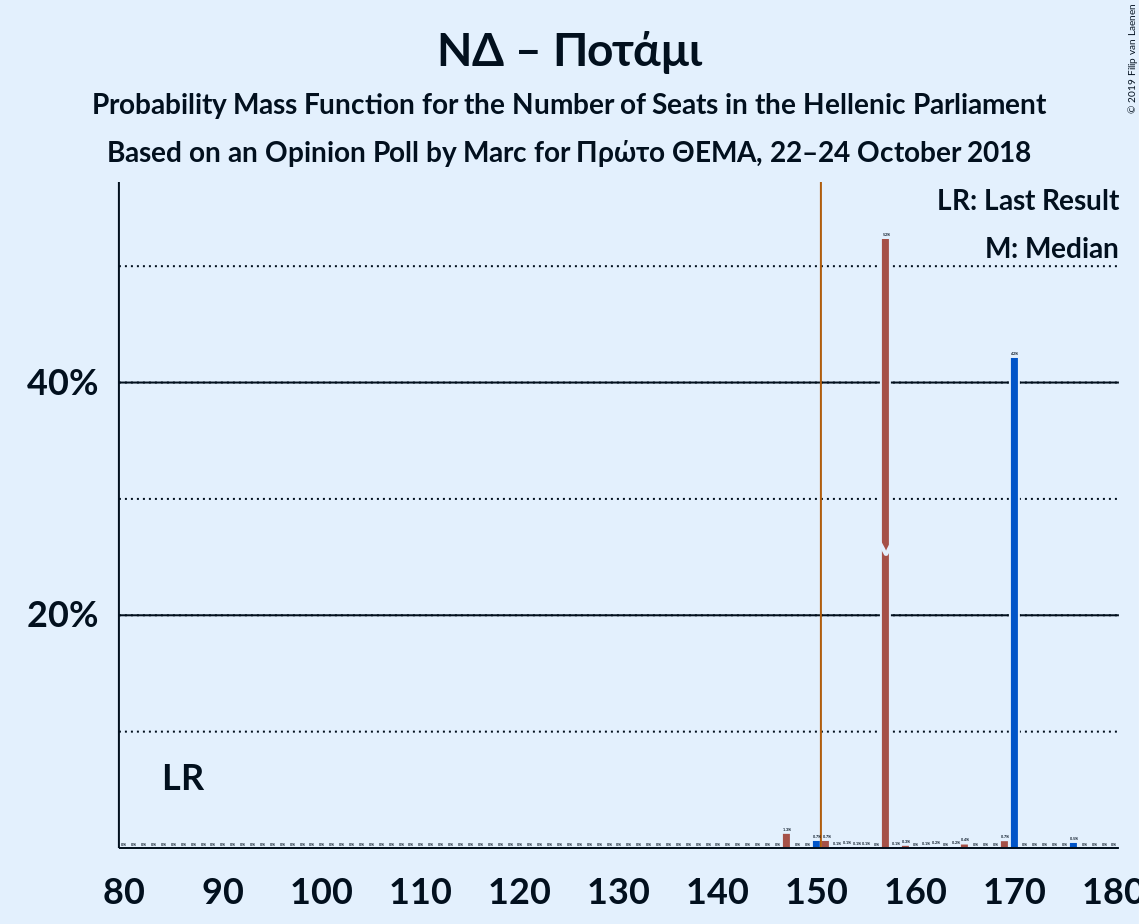 © 2019 Filip van Laenen
ΝΔ – Ποτάμι
Probability Mass Function for the Number of Seats in the Hellenic Parliament
Based on an Opinion Poll by Marc for Πρώτο ΘΕΜΑ, 22–24 October 2018
LR: Last Result
M: Median
40%
20%
LR
80 90 100 110 120 130 140 150 160 170 180